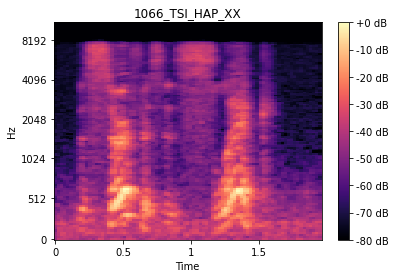 1066_TSI_HAP_XX
+0 dB
8192
-10 dB
4096
-20 dB
-30 dB
2048
Hz
-40 dB
1024
-50 dB
512
-60 dB
-70 dB
0
-80 dB
0
0.5
1
1.5
Time